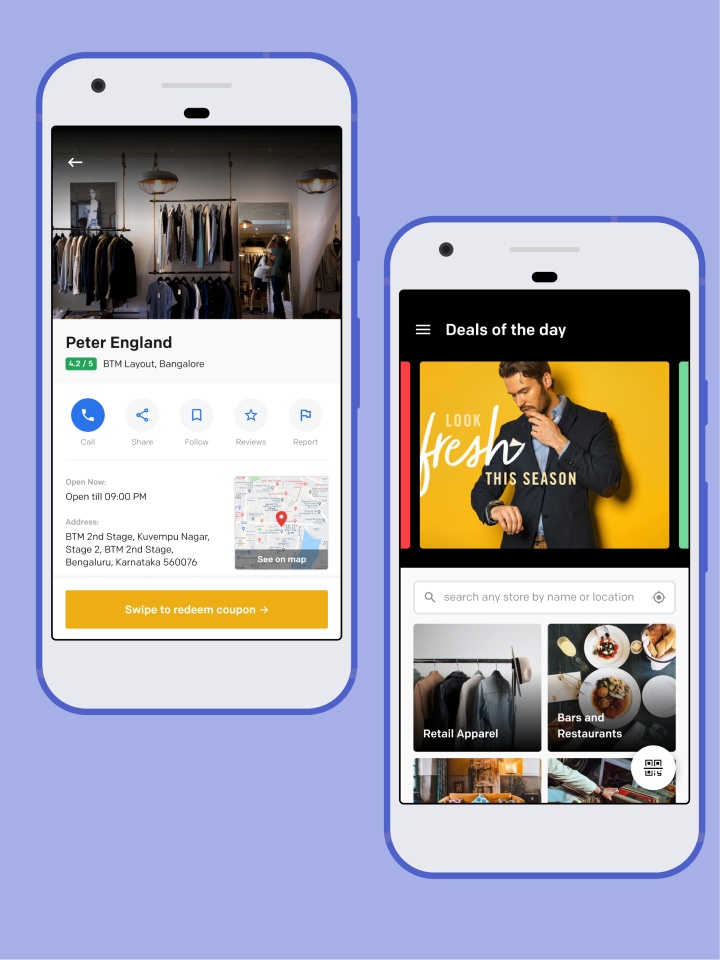 Peter England
4.2 / 5 BTM Layout, Bangalore
Call Share Follow Reviews Report
Open Now:
Open till 09:00 PM
Address:
BTM 2nd Stage, Kuvempu Nagar,
Stage 2, BTM 2nd Stage,
Bengaluru, Karnataka 560076
See on map
Swipe to redeem coupon →
Deals of the day
LOOK
fresh
THIS SEASON
search any store by name or location
Retail Apparel
Bars and
Restaurants